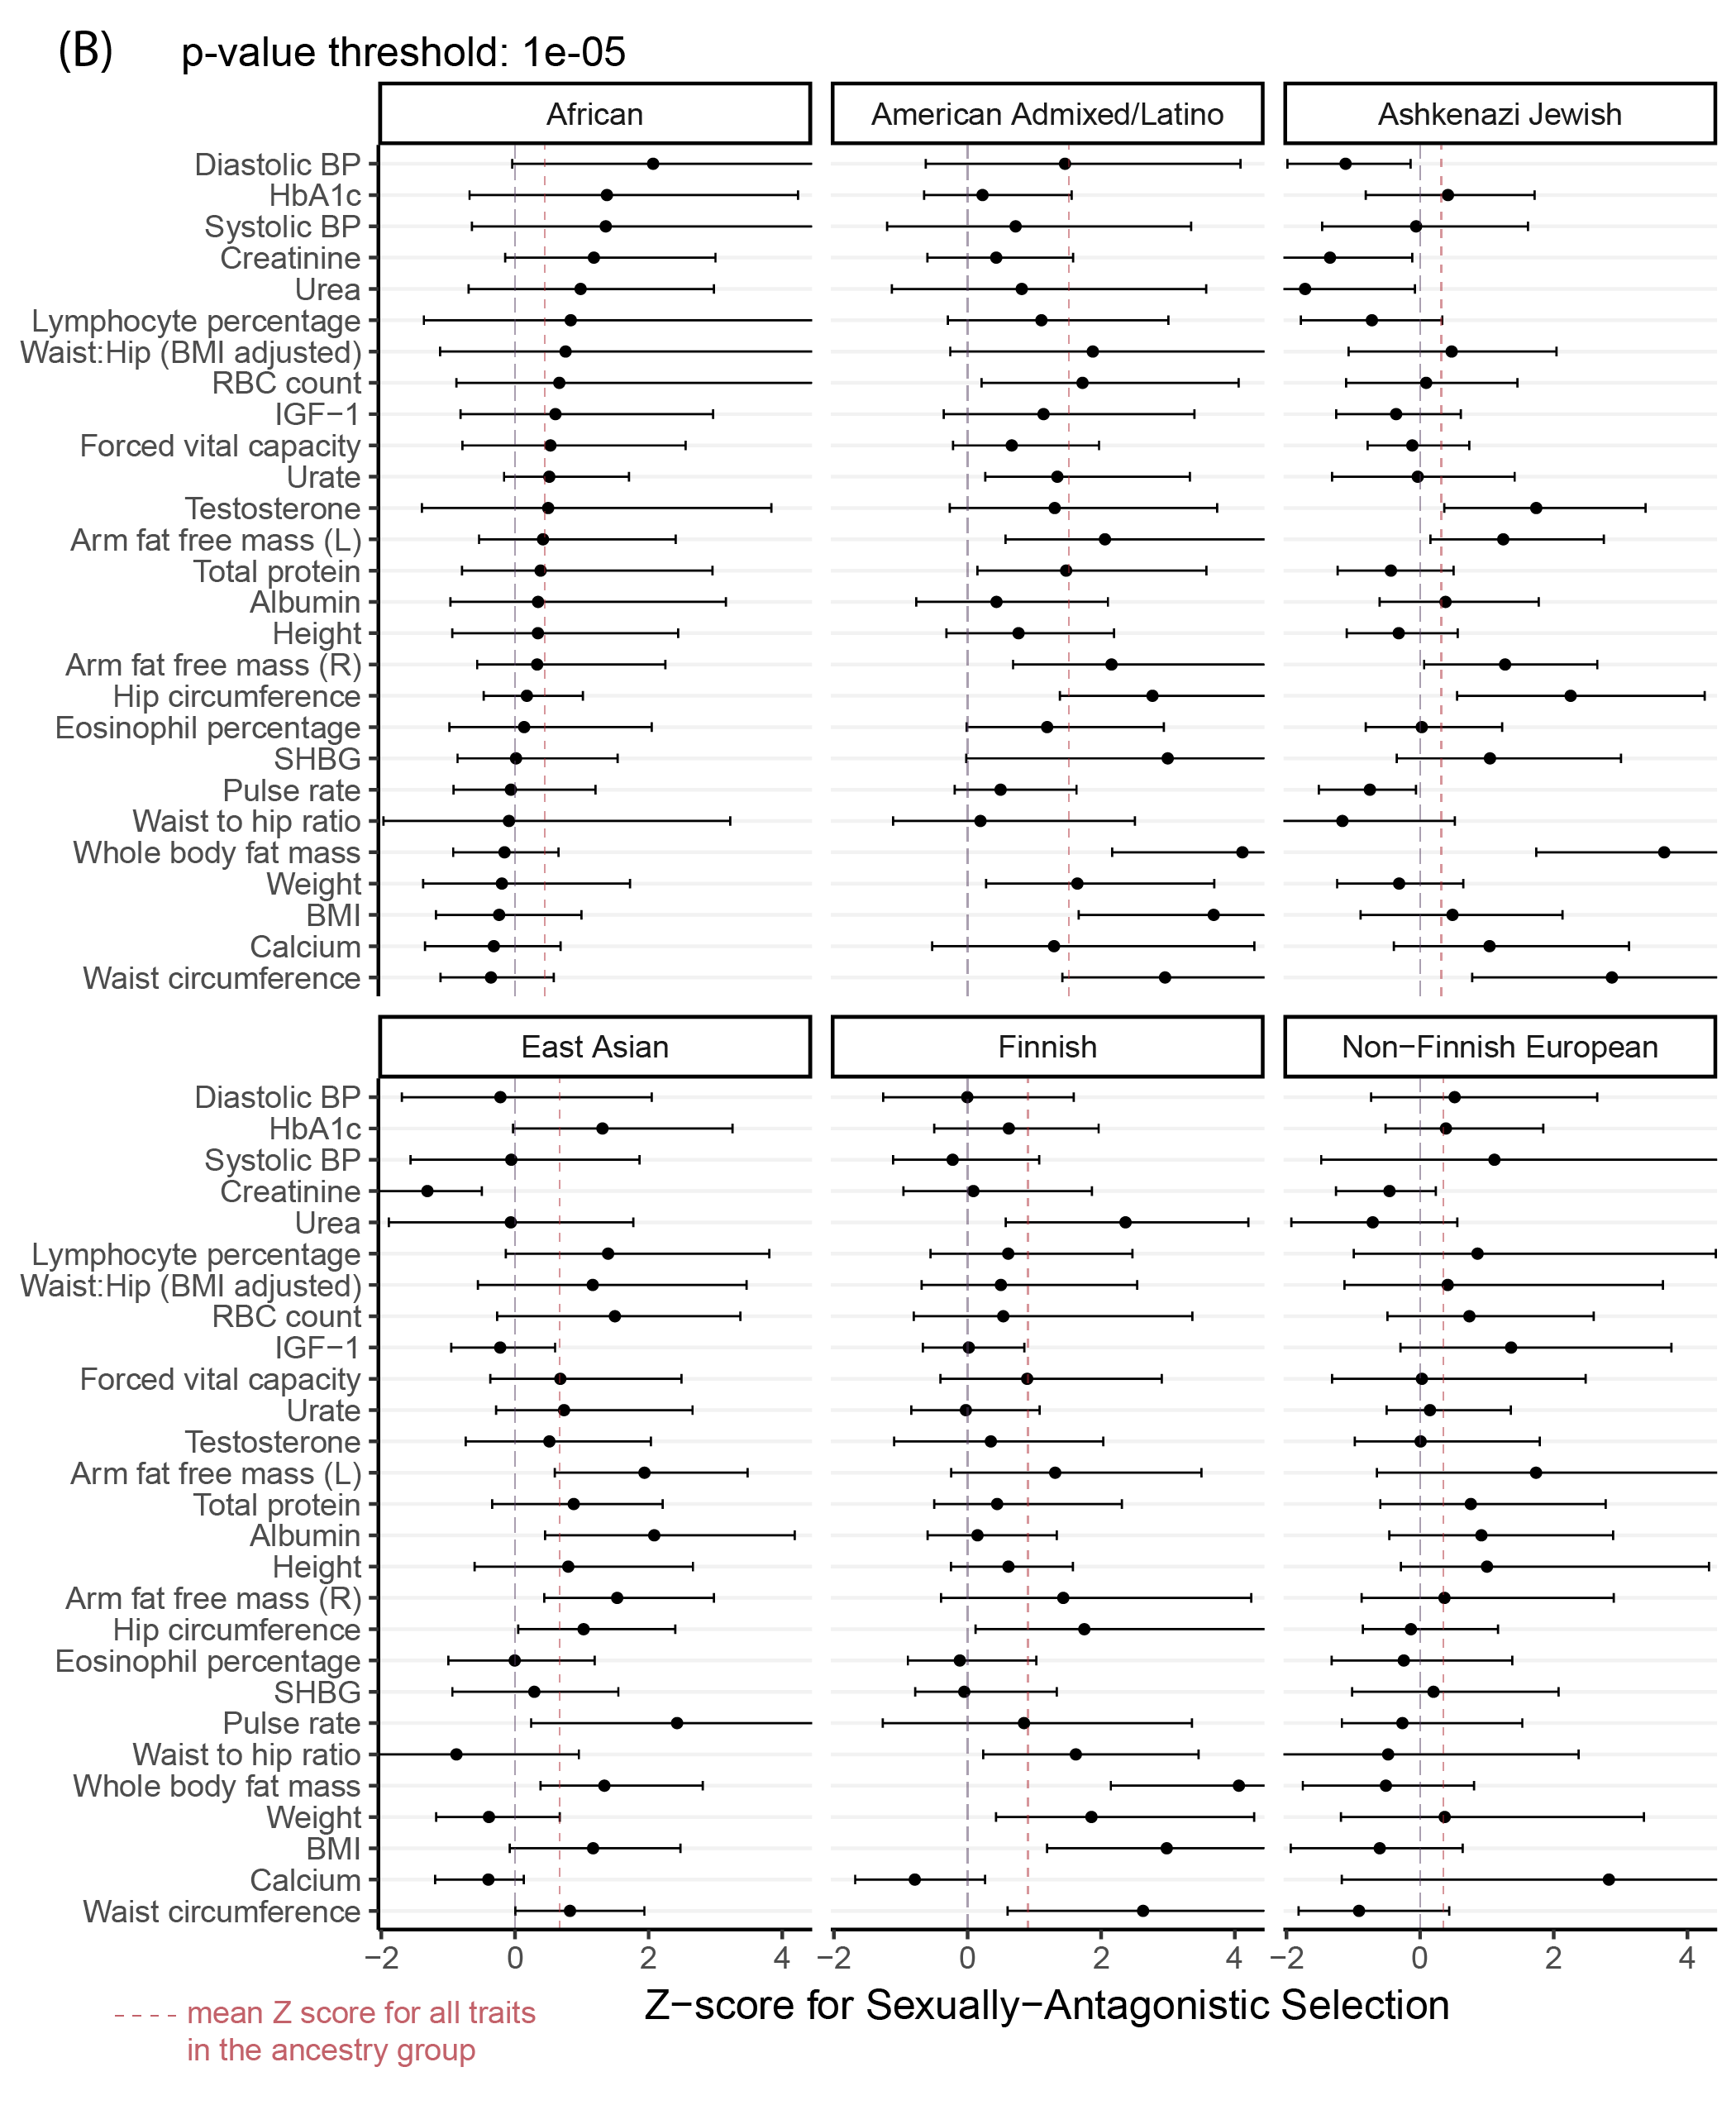 (B) p-value threshold: 1e-05
African American Admixed/Latino Ashkenazi Jewish
Diastolic BP
HbA1c
Systolic BP
Creatinine
Urea
Lymphocyte percentage
Waist:Hip (BMI adjusted)
RBC count
IGF−1
Forced vital capacity
Urate
Testosterone
Arm fat free mass (L)
Total protein
Albumin
Height
Arm fat free mass (R)
Hip circumference
Eosinophil percentage
SHBG
Pulse rate
Waist to hip ratio
Whole body fat mass
Weight
BMI
Calcium
Waist circumference
East Asian Finnish Non−Finnish European
Diastolic BP
HbA1c
Systolic BP
Creatinine
Urea
Lymphocyte percentage
Waist:Hip (BMI adjusted)
RBC count
IGF−1
Forced vital capacity
Urate
Testosterone
Arm fat free mass (L)
Total protein
Albumin
Height
Arm fat free mass (R)
Hip circumference
Eosinophil percentage
SHBG
Pulse rate
Waist to hip ratio
Whole body fat mass
Weight
BMI
Calcium
Waist circumference
−2 0 2 4 −2 0 2 4 −2 0 2 4
Z−score for Sexually−Antagonistic Selection
mean Z score for all traits
in the ancestry group